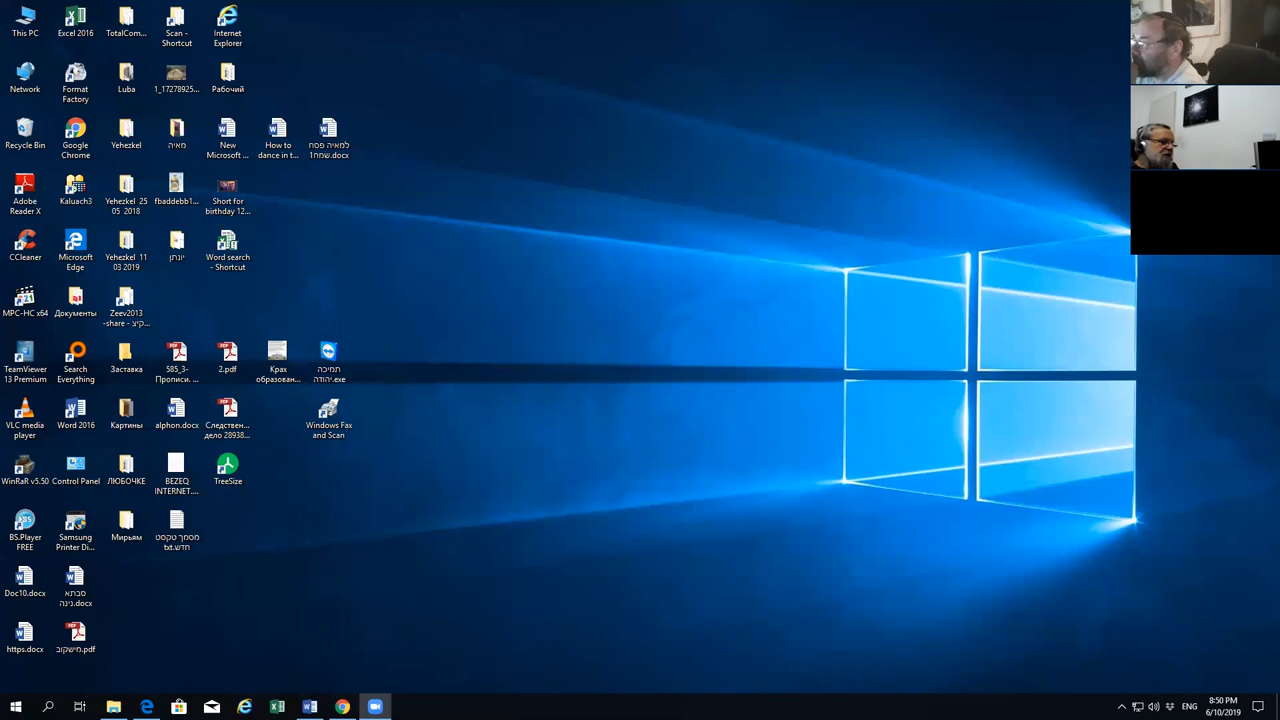 This PC
Excel 2016
TotalCom...
Scan -
Shortcut
Internet
Explorer
Network
Format
Factory
Luba
1_17278925...
Рабочий
Recycle Bin
Google
Chrome
Yehezkel
מאיה
New
Microsoft ...
How to
dance in t...
למאיה פסח
שמח1.docx
Adobe
Reader X
Kaluach3
Yehezkel 25
05 2018
fbaddebb1...
Short for
birthday 12...
CCleaner
Microsoft
Edge
Yehezkel 11
03 2019
יונתן
Word search
- Shortcut
MPC-HC x64
Документы
Zeev2013
-share - קיצ...
TeamViewer
13 Premium
Search
Everything
Заставка
585_3-
Прописи. ...
2.pdf
Крах
образован...
תמיכה
יהודה.exe
VLC media
player
Word 2016
Картины
alphon.docx
Следствен...
дело 28938...
Windows Fax
and Scan
WinRaR v5.50
Control Panel
ЛЮБОЧКЕ
BEZEQ
INTERNET....
TreeSize
BS.Player
FREE
Samsung
Printer Di...
Мирьям
מסמך טקסט
חדש.txt
Doc10.docx
סבתא
נינה.docx
https.docx
מישקוב.pdf
ENG
8:50 PM
6/10/2019